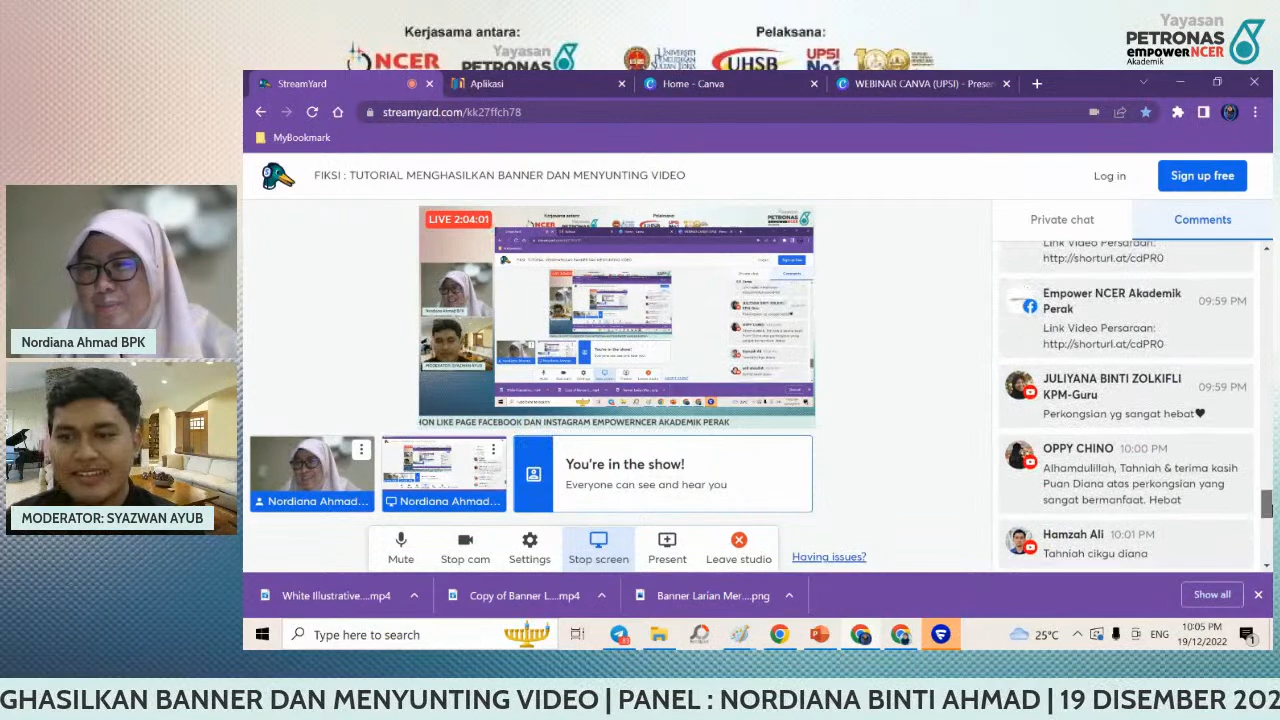 Kerjasama antara:
Pelaksana:
NCER
Yayasan
PETRONAS
UHSB
UPSI
No1
100
Yayasan
PETRONAS
empowerNCER
Akademik
StreamYard
Aplikasi
Home - Canva
WEBINAR CANVA (UPSI) - Presen
streamyard.com/kk27ffch78
MyBookmark
FIKSI : TUTORIAL MENGHASILKAN BANNER DAN MENYUNTING VIDEO
Log in
Sign up free
Private chat
Comments
LIVE 2:04:01
HON LIKE PAGE FACEBOOK DAN INSTAGRAM EMPOWERNCER AKADEMIK PERAK
Link Video Persaraan:
http://shorturl.at/cdPR0
Empower NCER Akademik
Perak
09:59 PM
Link Video Persaraan:
http://shorturl.at/cdPR0
JULIYANA BINTI ZOLKIFLI
KPM-Guru
09:59 PM
Perkongsian yg sangat hebat🖤
OPPY CHINO 10:00 PM
Alhamdulillah Tahniah & terima kasih
Puan Diana atas perkongsian yang
sangat bermanfaat. Hebat
Hamzah Ali 10:01 PM
Tahniah cikgu diana
Nordiana Ahmad BPK
MODERATOR: SYAZWAN AYUB
Nordiana Ahmad...
Nordiana Ahmad...
You're in the show!
Everyone can see and hear you
Mute
Stop cam
Settings
Stop screen
Present
Leave studio
Having issues?
White Illustrative....mp4
Copy of Banner L....mp4
Banner Larian Mer....png
Show all
Type here to search
25°C
ENG
10:05 PM
19/12/2022
GHASILKAN BANNER DAN MENYUNTING VIDEO | PANEL : NORDIANA BINTI AHMAD | 19 DISEMBER 202